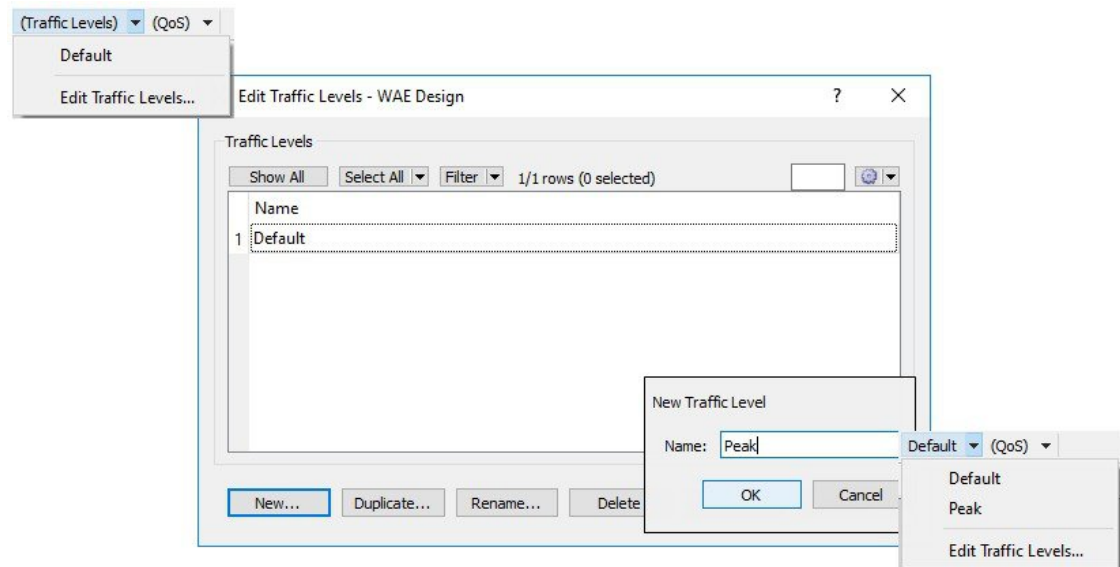 (Traffic Levels) (QoS)
Default
Edit Traffic Levels...
Edit Traffic Levels - WAE Design ?
Traffic Levels
Show All Select All Filter 1/1 rows (0 selected)
Name
1 Default
New Traffic Level
Name: Peak
OK Cancel
New... Duplicate... Rename... Delete
Default (QoS)
Default
Peak
Edit Traffic Levels...